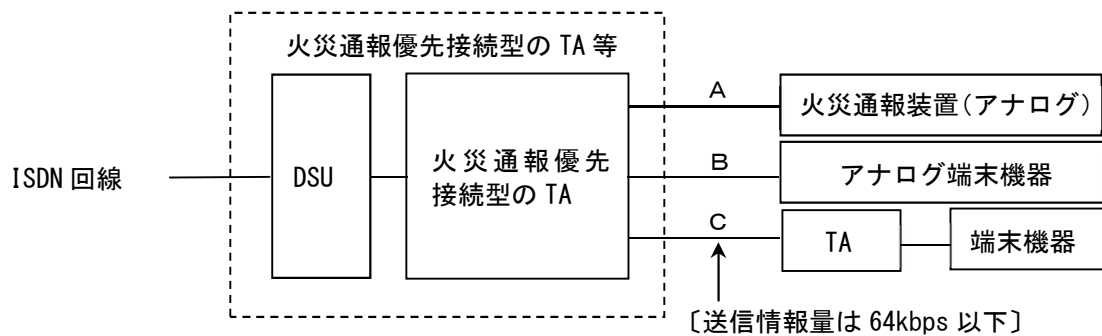 火災通報優先接続型の TA 等
A
火災通報装置(アナログ)
ISDN 回線
DSU
火災通報優先
接続型の TA
B
アナログ端末機器
C
TA
端末機器
〔送信情報量は 64kbps 以下〕